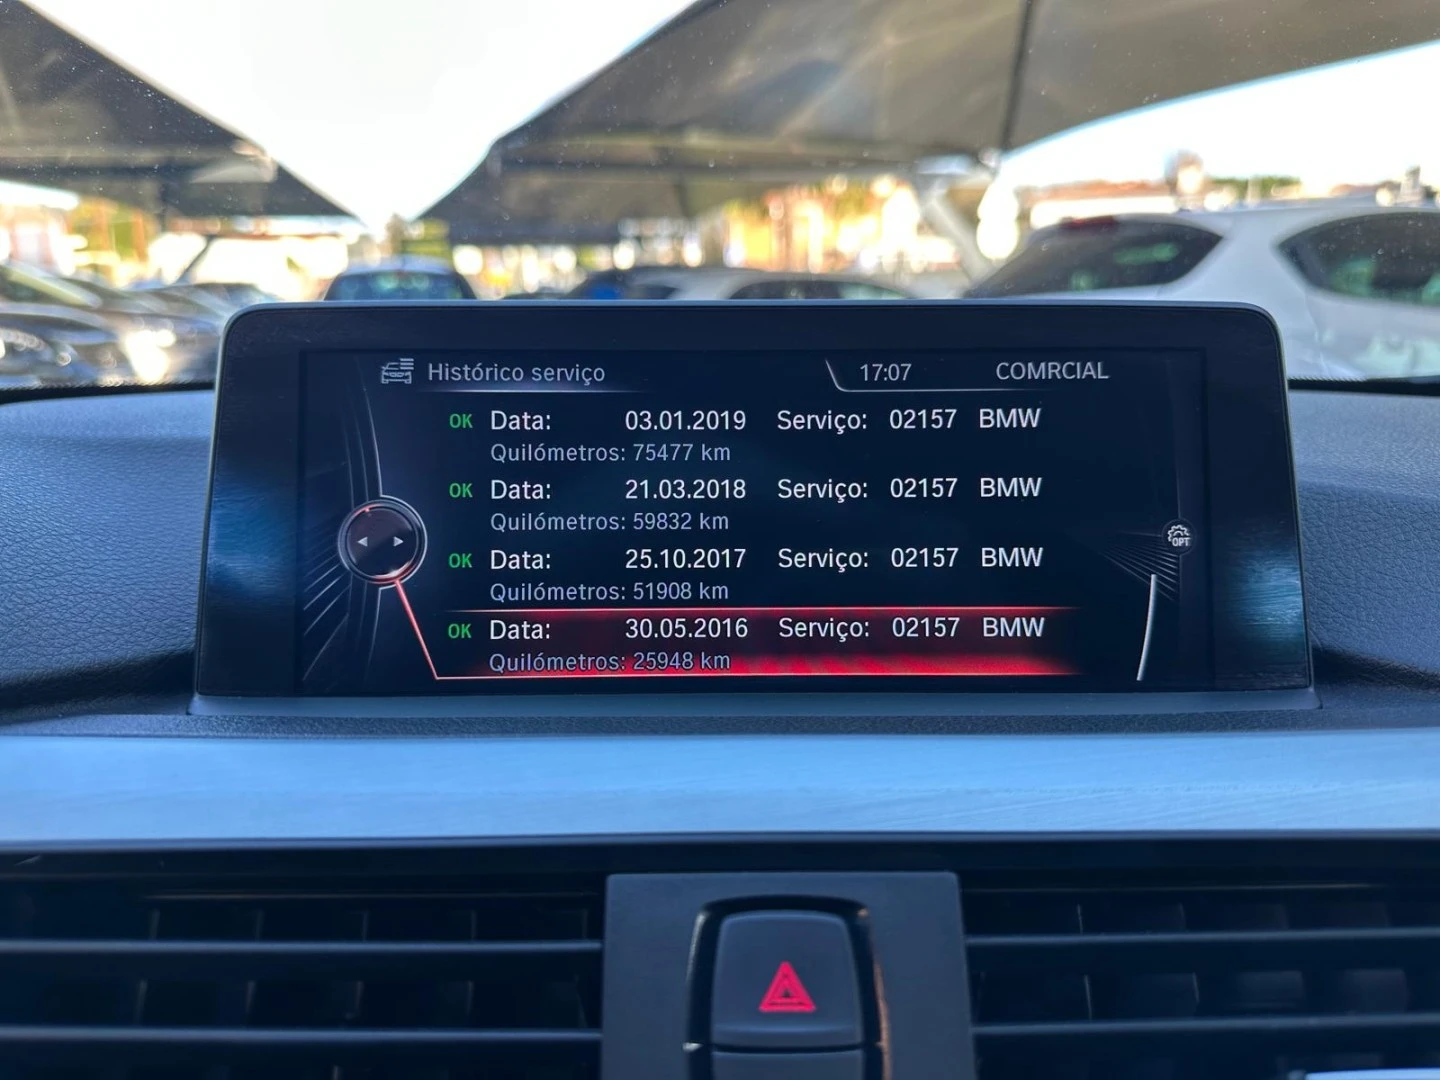 Histórico serviço 17:07 COMRCIAL
OK Data: 03.01.2019 Serviço: 02157 BMW
Quilómetros: 75477 km
OK Data: 21.03.2018 Serviço: 02157 BMW
Quilómetros: 59832 km
OK Data: 25.10.2017 Serviço: 02157 BMW
Quilómetros: 51908 km
OPT
OK Data: 30.05.2016 Serviço: 02157 BMW
Quilómetros: 25948 km